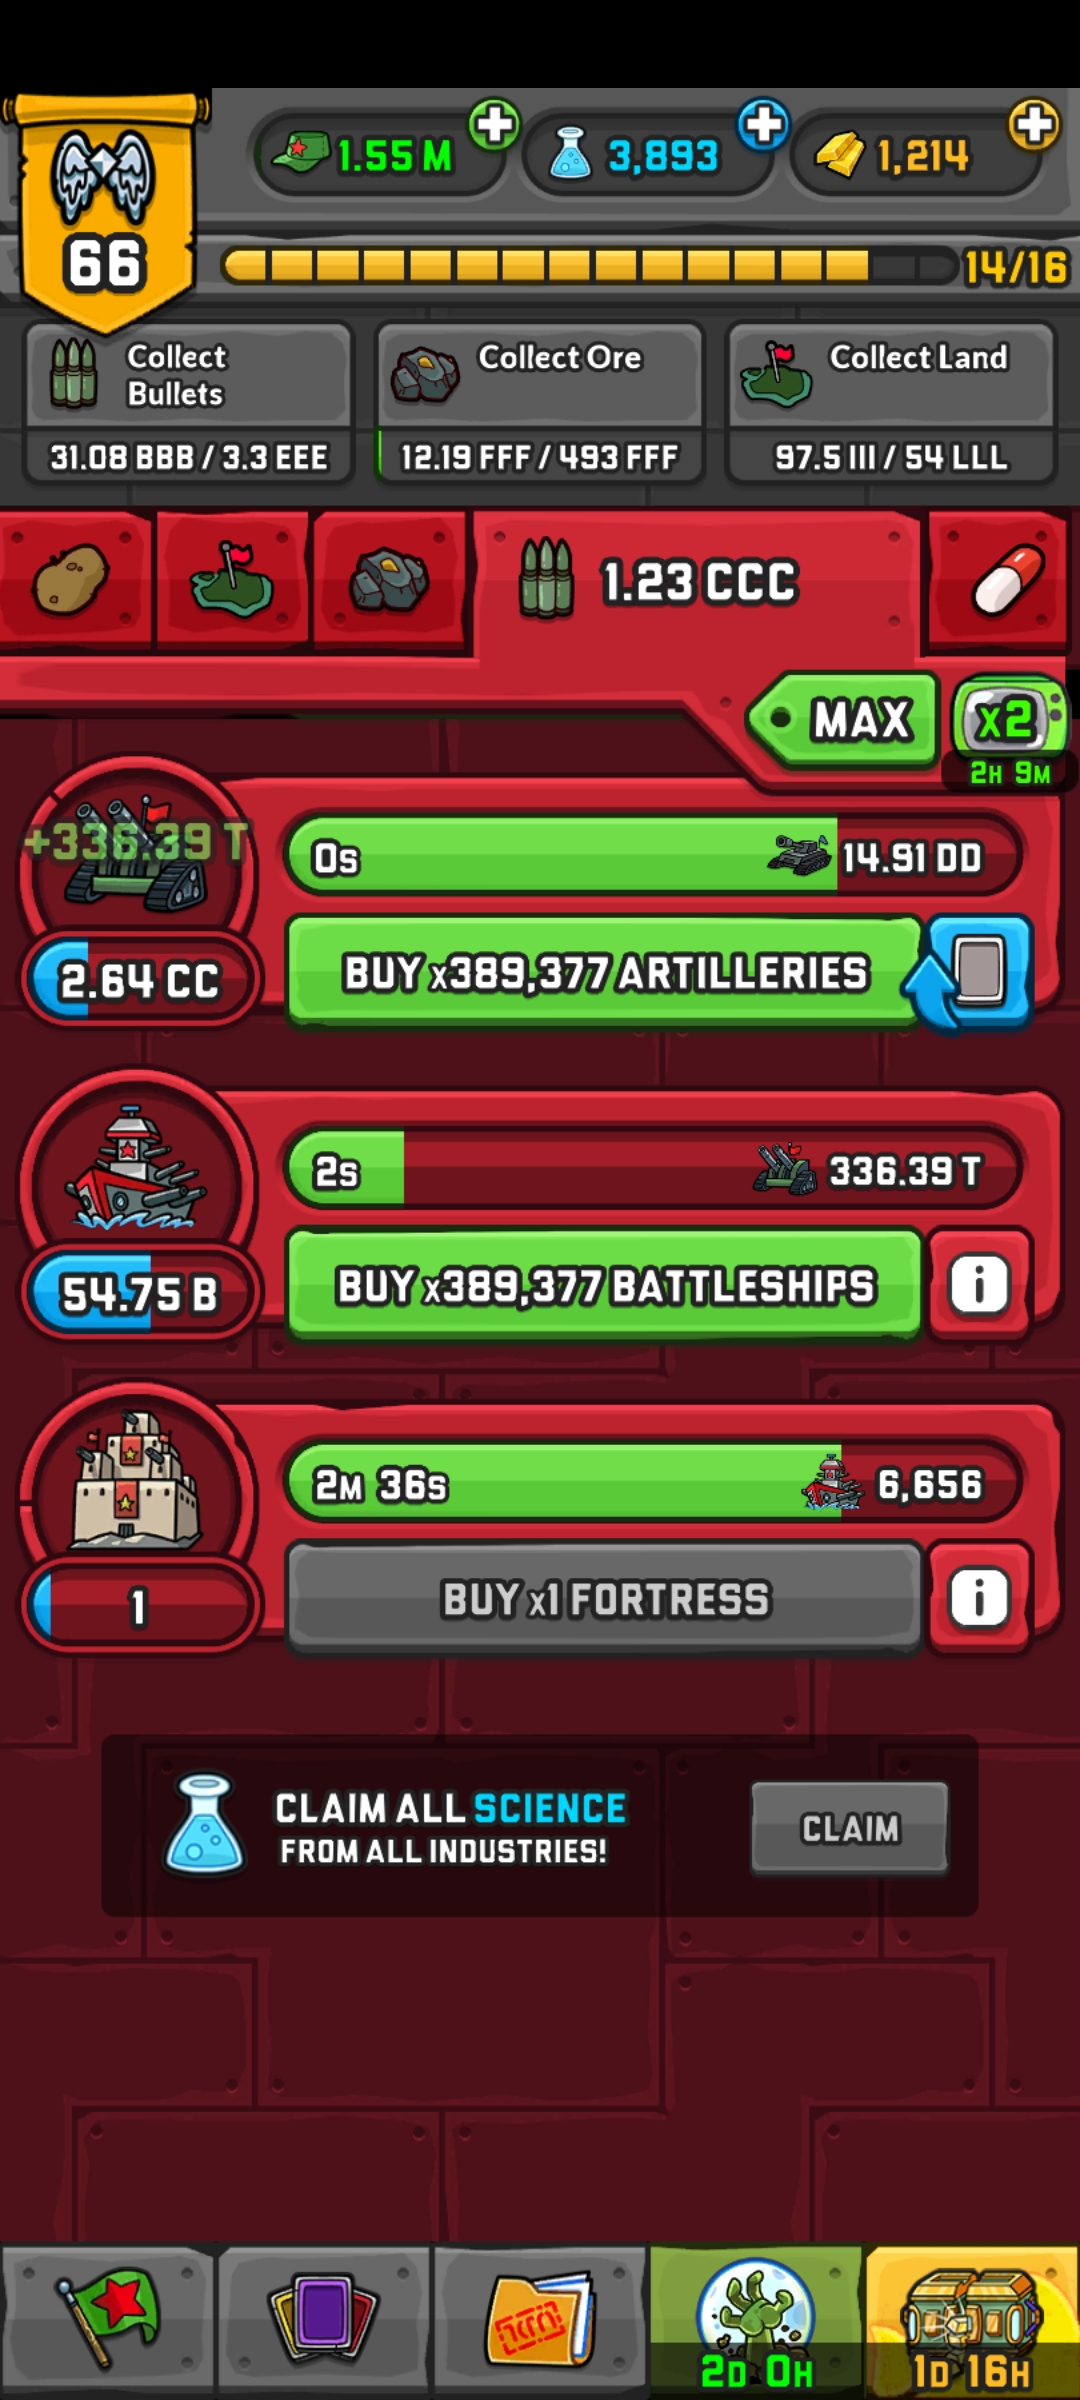 66
1.55 M
3,893
1,214
14/16
Collect
Bullets
31.08 BBB / 3.3 EEE
Collect Ore
12.19 FFF / 493 FFF
Collect Land
97.5 III / 54 LLL
1.23 CCC
MAX
x2
2H 9M
+336.39 T
0s
14.91 DD
2.64 CC
BUY x389,377 ARTILLERIES
2s
336.39 T
54.75 B
BUY x389,377 BATTLESHIPS
i
2M 36s
6,656
1
BUY x1 FORTRESS
i
CLAIM ALL SCIENCE
FROM ALL INDUSTRIES!
CLAIM
2D 0H
1D 16H